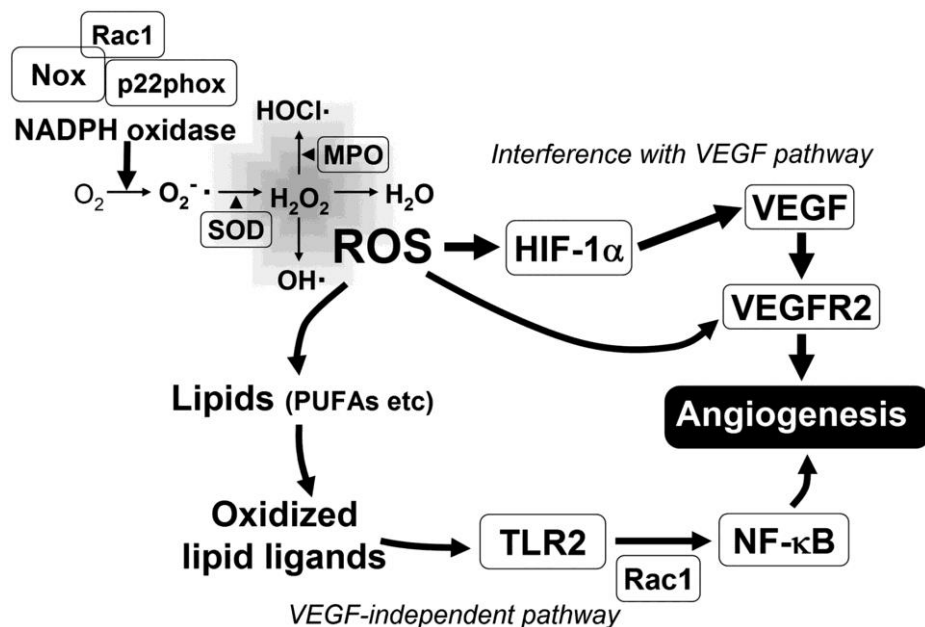 Rac1
Nox
p22phox
NADPH oxidase
HOCl·
MPO
O₂
O₂⁻·
H₂O₂
H₂O
SOD
ROS
OH·
Interference with VEGF pathway
VEGF
HIF-1α
VEGFR2
Lipids (PUFAs etc)
Angiogenesis
Oxidized
lipid ligands
TLR2
Rac1
NF-κB
VEGF-independent pathway